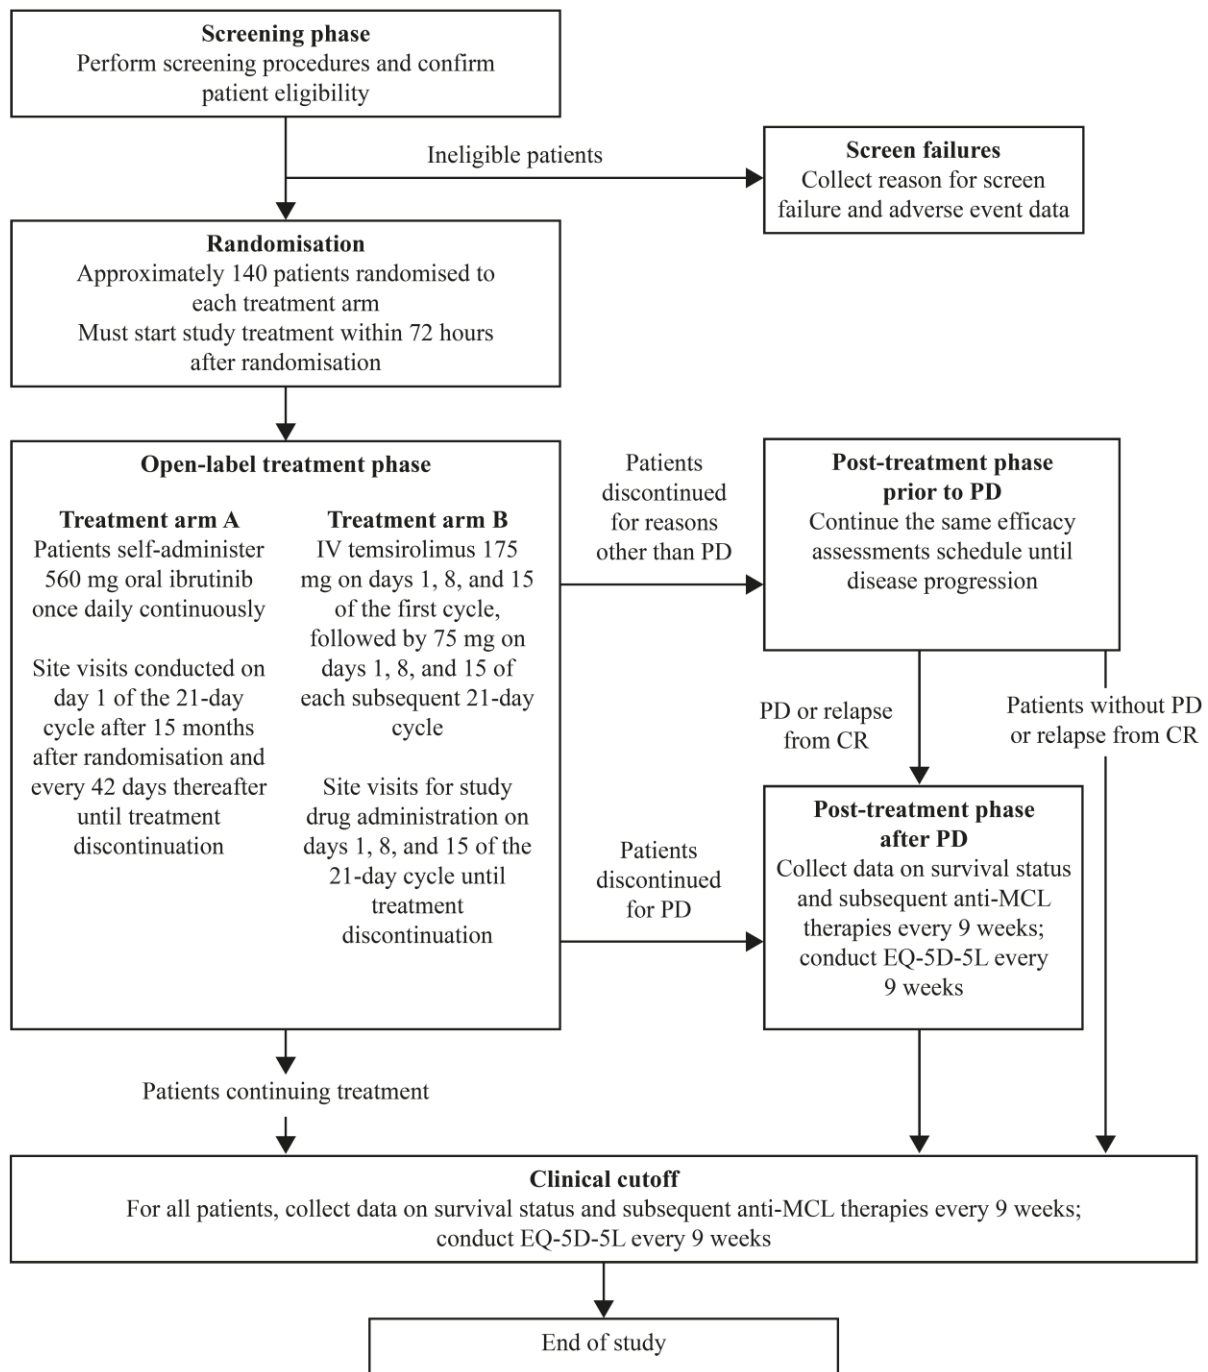 Screening phase
Perform screening procedures and confirm
patient eligibility
Ineligible patients
Screen failures
Collect reason for screen
failure and adverse event data
Randomisation
Approximately 140 patients randomised to
each treatment arm
Must start study treatment within 72 hours
after randomisation
Open-label treatment phase
Treatment arm A
Patients self-administer
560 mg oral ibrutinib
once daily continuously
Site visits conducted on
day 1 of the 21-day
cycle after 15 months
after randomisation and
every 42 days thereafter
until treatment
discontinuation
Treatment arm B
IV temsirolimus 175
mg on days 1, 8, and 15
of the first cycle,
followed by 75 mg on
days 1, 8, and 15 of
each subsequent 21-day
cycle
Site visits for study
drug administration on
days 1, 8, and 15 of the
21-day cycle until
treatment
discontinuation
Patients
discontinued
for reasons
other than PD
Post-treatment phase
prior to PD
Continue the same efficacy
assessments schedule until
disease progression
PD or relapse
from CR
Patients without PD
or relapse from CR
Patients
discontinued
for PD
Post-treatment phase
after PD
Collect data on survival status
and subsequent anti-MCL
therapies every 9 weeks;
conduct EQ-5D-5L every
9 weeks
Patients continuing treatment
Clinical cutoff
For all patients, collect data on survival status and subsequent anti-MCL therapies every 9 weeks;
conduct EQ-5D-5L every 9 weeks
End of study